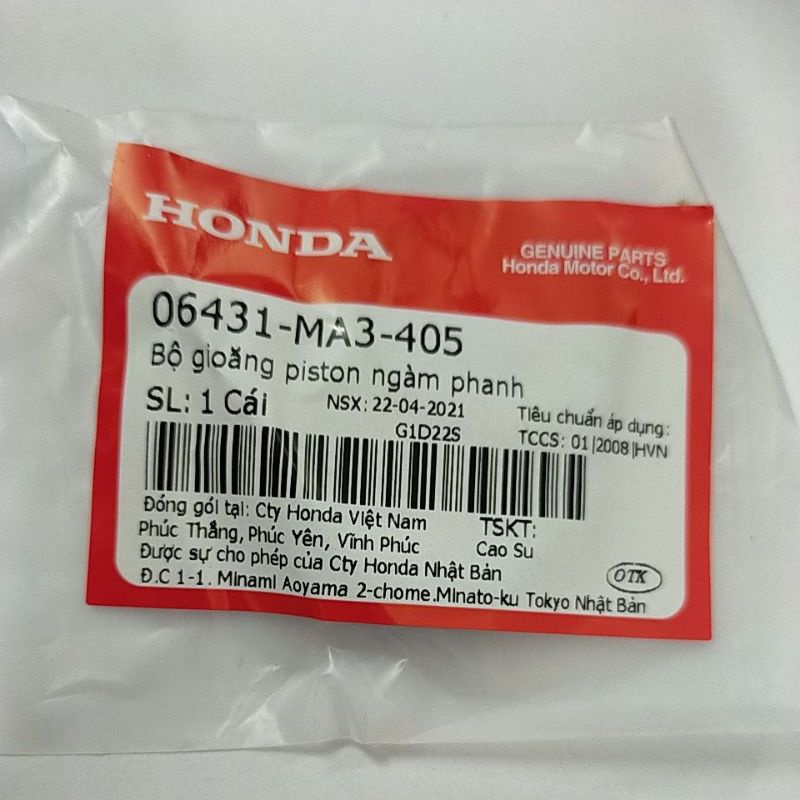 HONDA
GENUINE PARTS
Honda Motor Co., Ltd.
06431-MA3-405
Bộ gioăng piston ngàm phanh
SL: 1 Cái
NSX: 22-04-2021
G1D22S
Tiêu chuẩn áp dụng:
TCCS: 01|2008|HVN
Đóng gói tại: Cty Honda Việt Nam
Phúc Thắng, Phúc Yên, Vĩnh Phúc
TSKT:
Cao Su
Được sự cho phép của Cty Honda Nhật Bản
Đ.C 1-1. Minami Aoyama 2-chome.Minato-ku Tokyo Nhật Bản
OTK